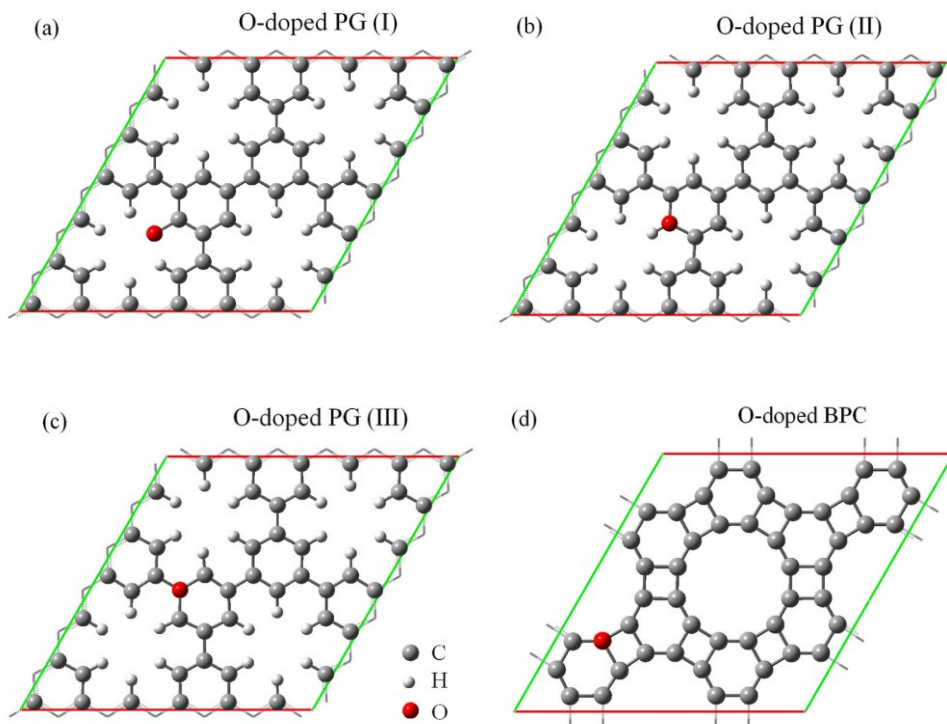 (a) O-doped PG (I)
(b) O-doped PG (II)
(c) O-doped PG (III)
C
H
O
(d) O-doped BPC